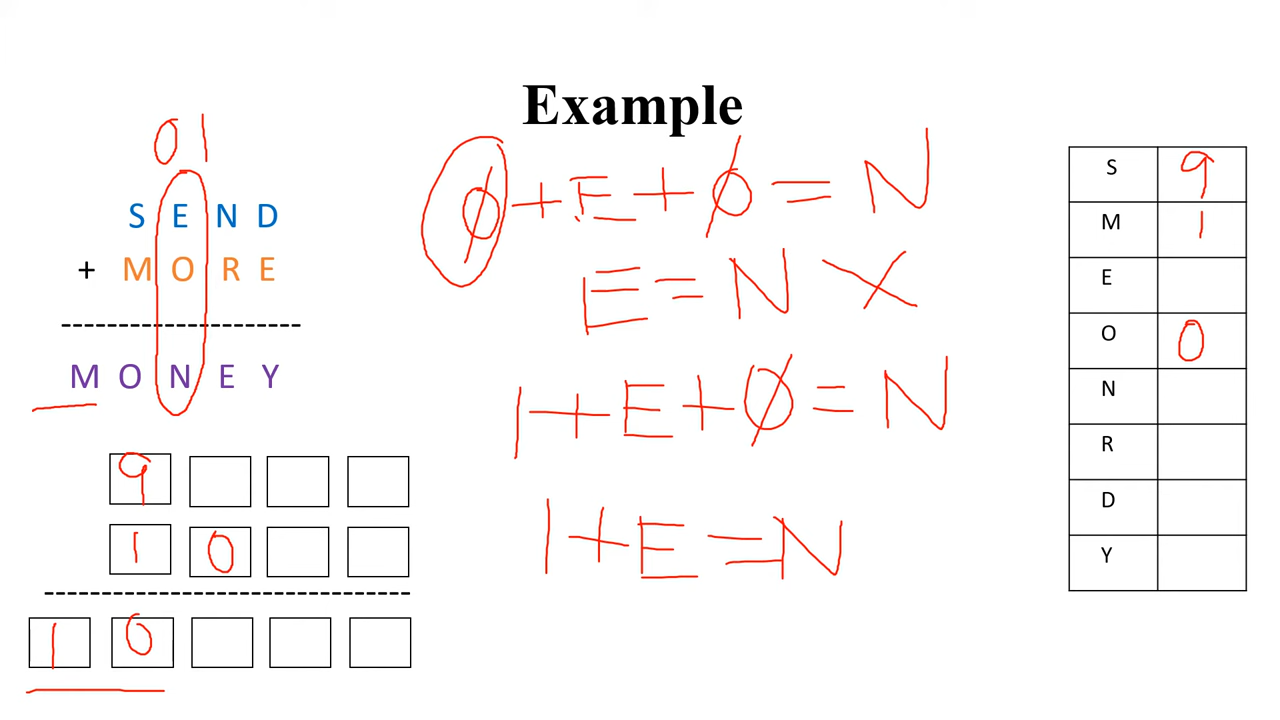 Example
0 1
S E N D
+ M O R E
--------------------------
M O N E Y
9
1 0
----------------------------------------
1 0
0 + E + 0 = N
E = N X
1 + E + 0 = N
1 + E = N
S 9
M 1
E
O 0
N
R
D
Y